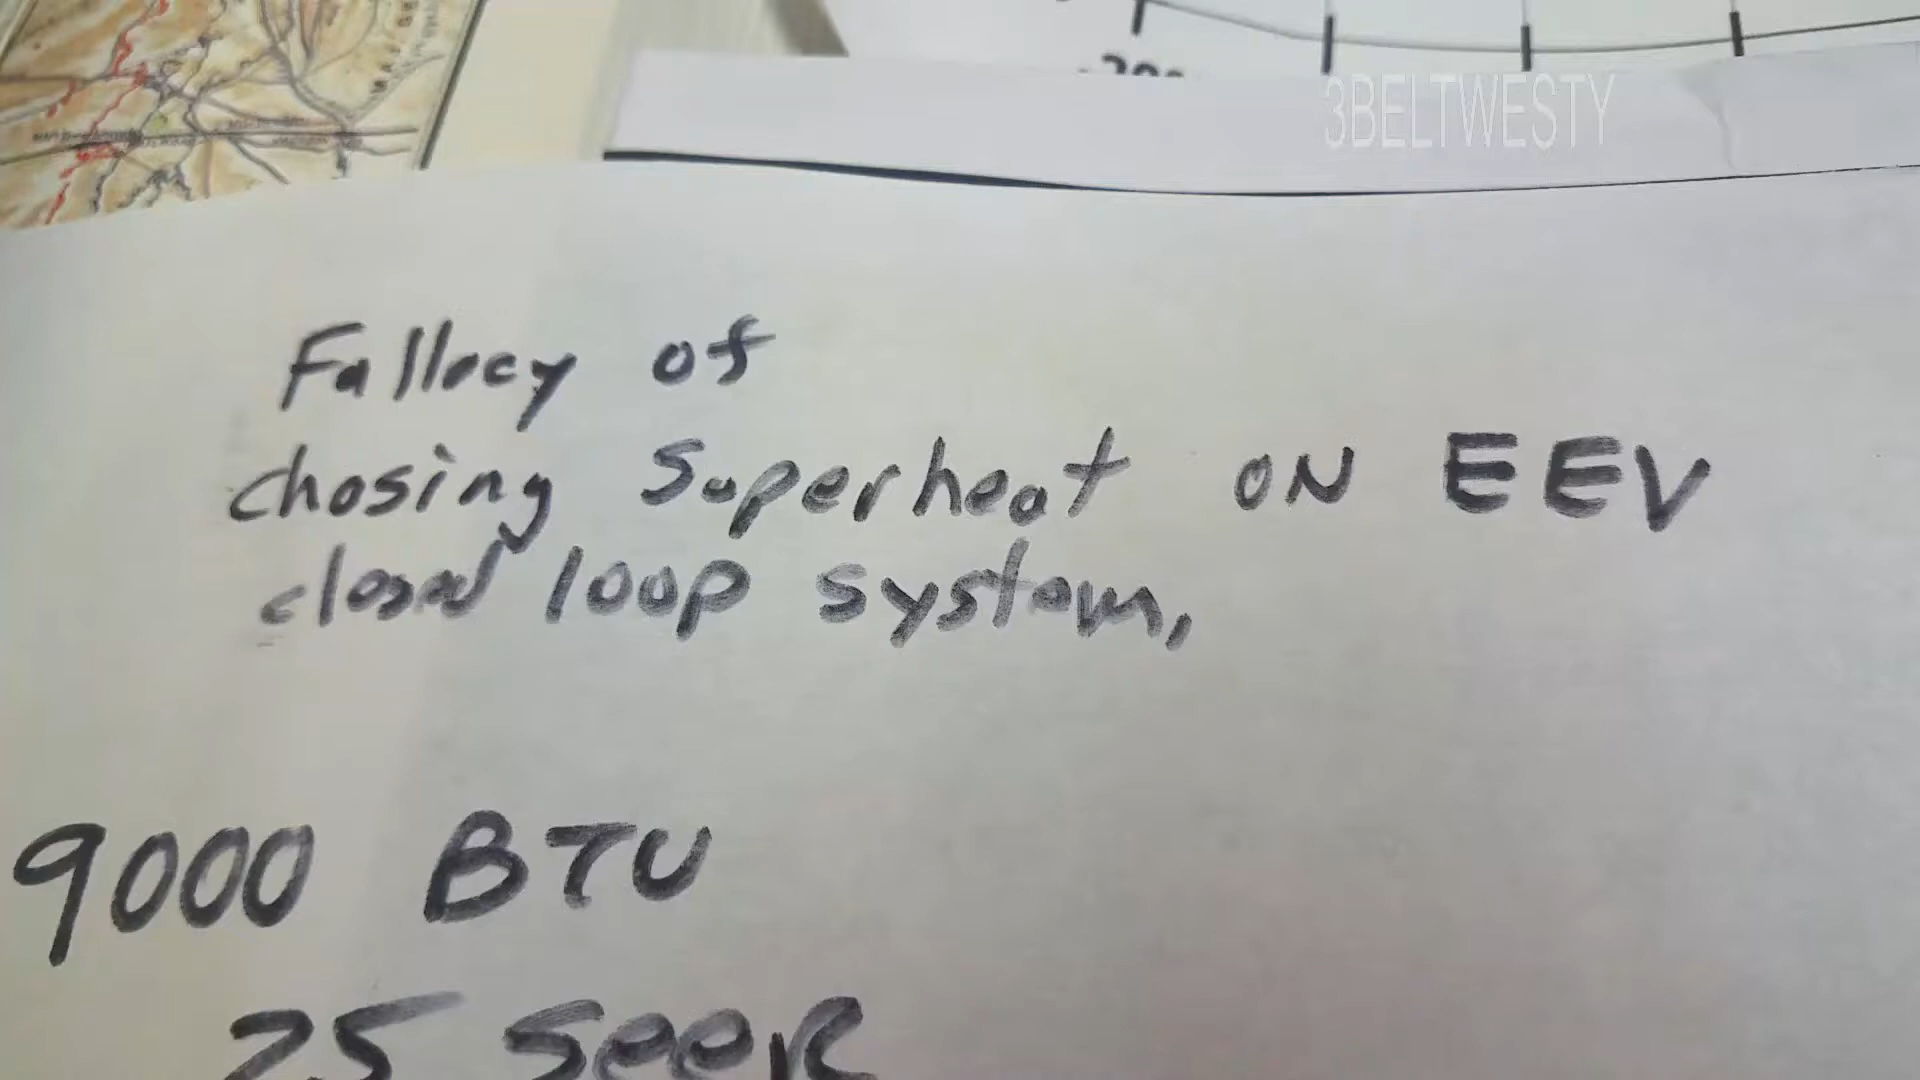 3BELTWESTY
Fallacy of
chosing Superheat ON EEV
closed loop system,
9000 BTU
25 SEER